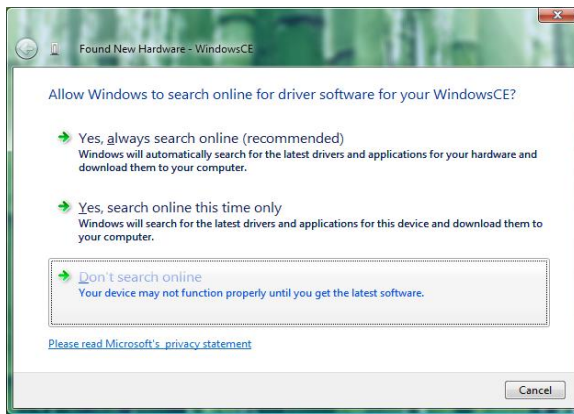 Found New Hardware - WindowsCE
Allow Windows to search online for driver software for your WindowsCE?
Yes, always search online (recommended)
Windows will automatically search for the latest drivers and applications for your hardware and
download them to your computer.
Yes, search online this time only
Windows will search for the latest drivers and applications for this device and download them to
your computer.
Don't search online
Your device may not function properly until you get the latest software.
Please read Microsoft's privacy statement
Cancel